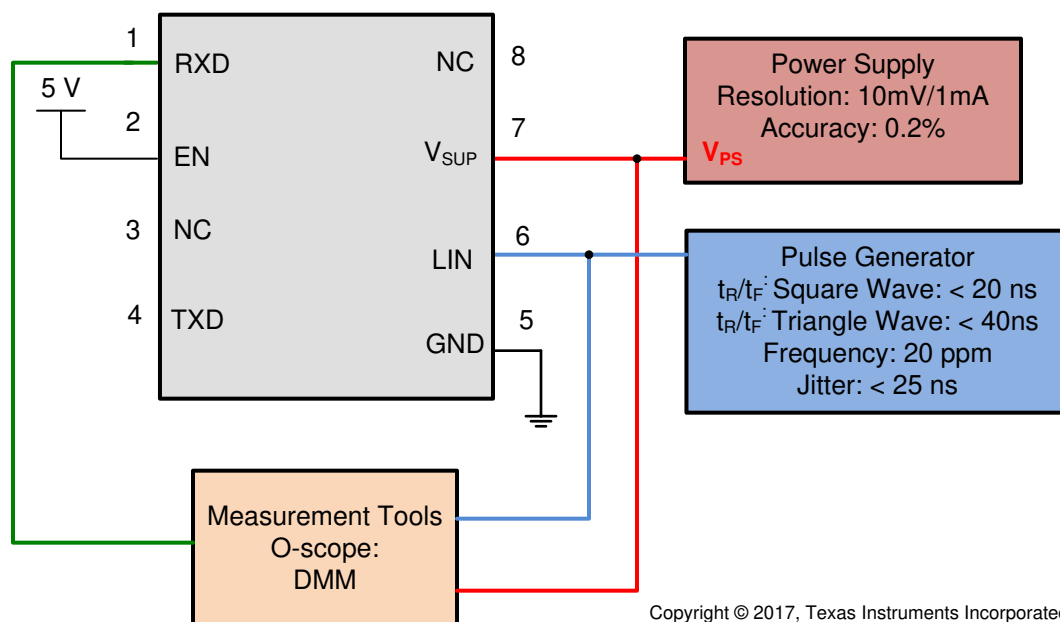 1
RXD
5 V
2
EN
3
NC
4
TXD
NC
8
7
VSUP
6
LIN
5
GND
Power Supply
Resolution: 10mV/1mA
Accuracy: 0.2%
VPS
Pulse Generator
tR/tF: Square Wave: < 20 ns
tR/tF: Triangle Wave: < 40ns
Frequency: 20 ppm
Jitter: < 25 ns
Measurement Tools
O-scope:
DMM
Copyright © 2017, Texas Instruments Incorporated